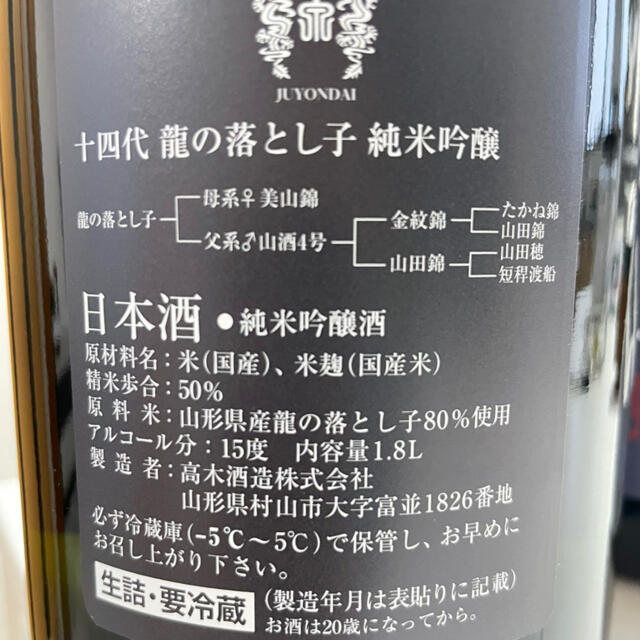 JUYONDAI
十四代 龍の落とし子 純米吟醸
龍の落とし子
母系♀美山錦
父系♂山酒4号
金紋錦
たかね錦
山田錦
山田錦
山田穂
短稈渡船
日本酒 ●純米吟醸酒
原材料名：米(国産)、米麹(国産米)
精米歩合：50%
原料米：山形県産龍の落とし子80%使用
アルコール分：15度 内容量1.8L
製造者：高木酒造株式会社
山形県村山市大字富並1826番地
必ず冷蔵庫(-5℃～5℃)で保管し、お早めに
お召し上がり下さい。
生詰・要冷蔵
(製造年月は表貼りに記載)
お酒は20歳になってから。